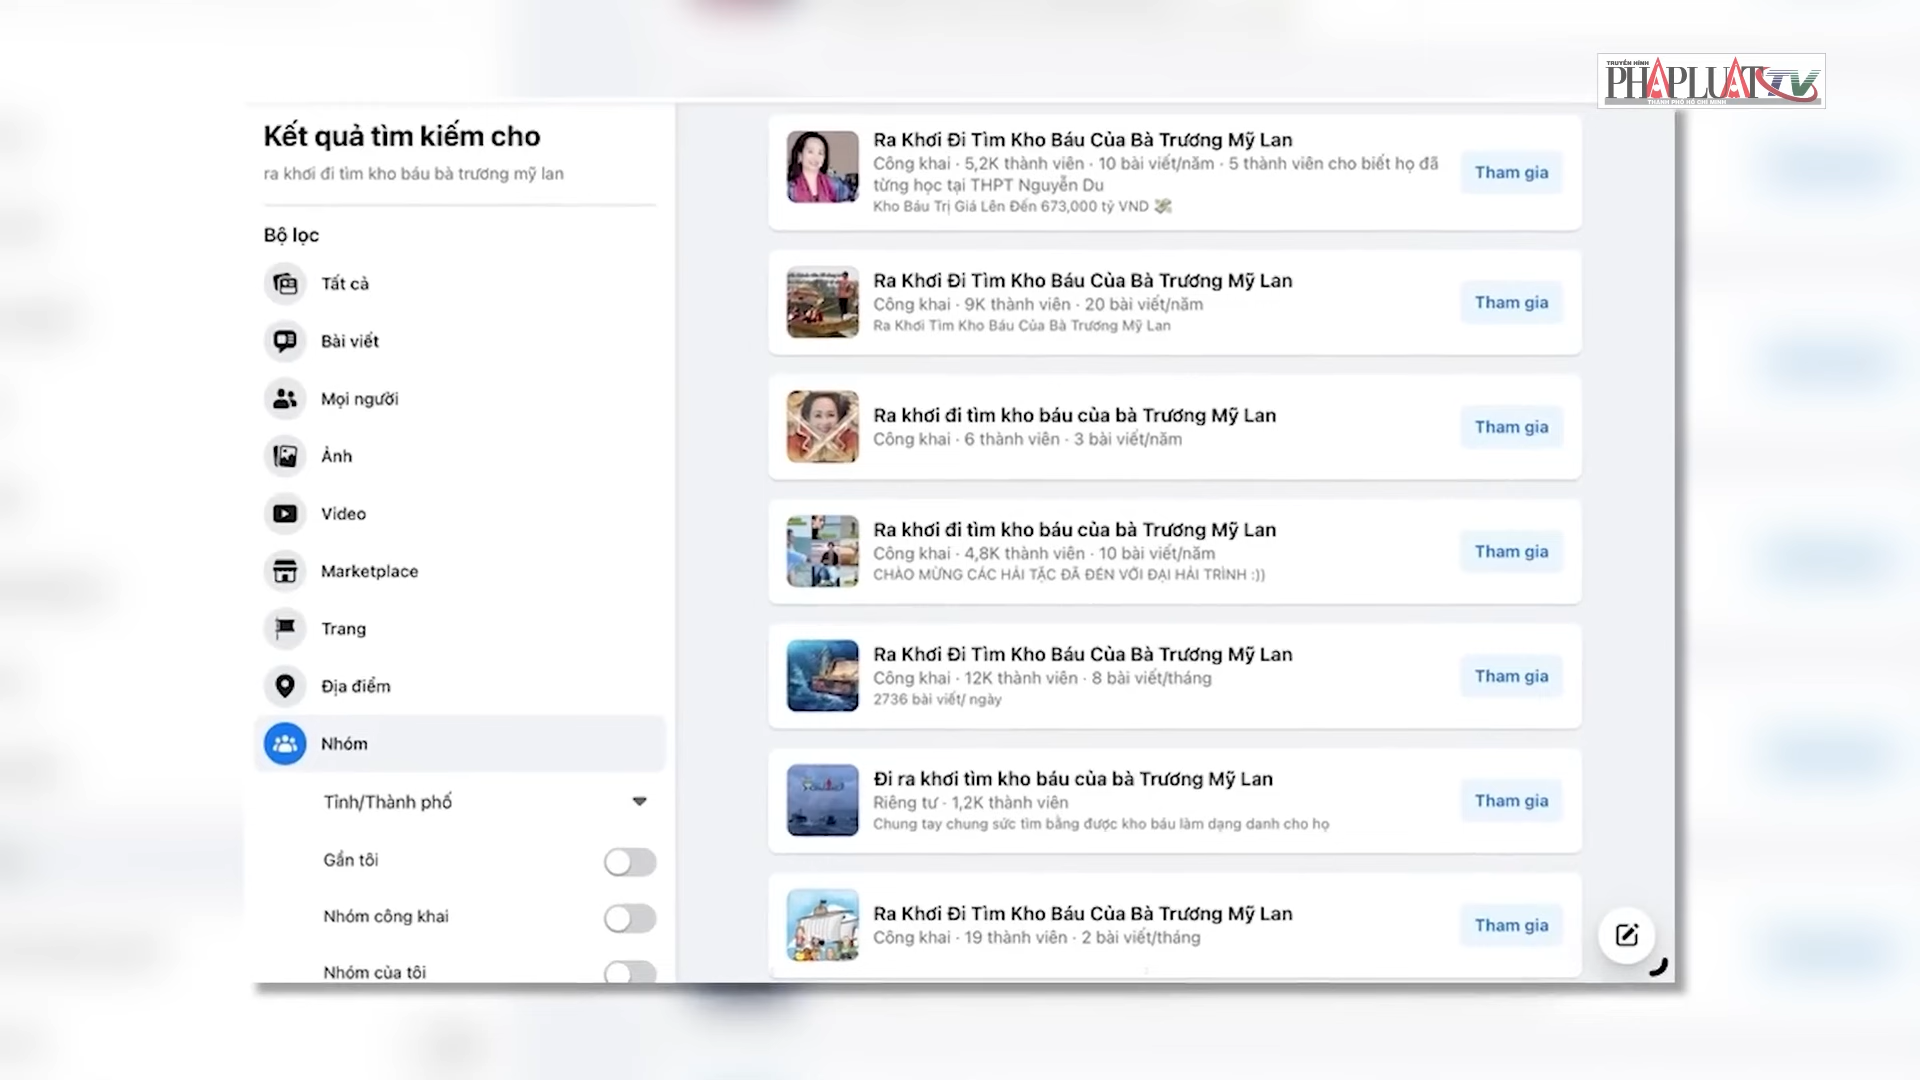 TRUYỀN HÌNH
PHÁPLUẬT TV
THÀNH PHỐ HỒ CHÍ MINH
Kết quả tìm kiếm cho
ra khơi đi tìm kho báu bà trương mỹ lan
Bộ lọc
Tất cả
Bài viết
Mọi người
Ảnh
Video
Marketplace
Trang
Địa điểm
Nhóm
Tỉnh/Thành phố
Gần tôi
Nhóm công khai
Nhóm của tôi
Ra Khơi Đi Tìm Kho Báu Của Bà Trương Mỹ Lan
Công khai · 5,2K thành viên · 10 bài viết/năm · 5 thành viên cho biết họ đã
từng học tại THPT Nguyễn Du
Kho Báu Trị Giá Lên Đến 673,000 tỷ VND 💸
Tham gia
Ra Khơi Đi Tìm Kho Báu Của Bà Trương Mỹ Lan
Công khai · 9K thành viên · 20 bài viết/năm
Ra Khơi Tìm Kho Báu Của Bà Trương Mỹ Lan
Tham gia
Ra khơi đi tìm kho báu của bà Trương Mỹ Lan
Công khai · 6 thành viên · 3 bài viết/năm
Tham gia
Ra khơi đi tìm kho báu của bà Trương Mỹ Lan
Công khai · 4,8K thành viên · 10 bài viết/năm
CHÀO MỪNG CÁC HẢI TẶC ĐÃ ĐẾN VỚI ĐẠI HẢI TRÌNH :))
Tham gia
Ra Khơi Đi Tìm Kho Báu Của Bà Trương Mỹ Lan
Công khai · 12K thành viên · 8 bài viết/tháng
2736 bài viết/ ngày
Tham gia
Đi ra khơi tìm kho báu của bà Trương Mỹ Lan
Riêng tư · 1,2K thành viên
Chung tay chung sức tìm bằng được kho báu làm dạng danh cho họ
Tham gia
Ra Khơi Đi Tìm Kho Báu Của Bà Trương Mỹ Lan
Công khai · 19 thành viên · 2 bài viết/tháng
Tham gia